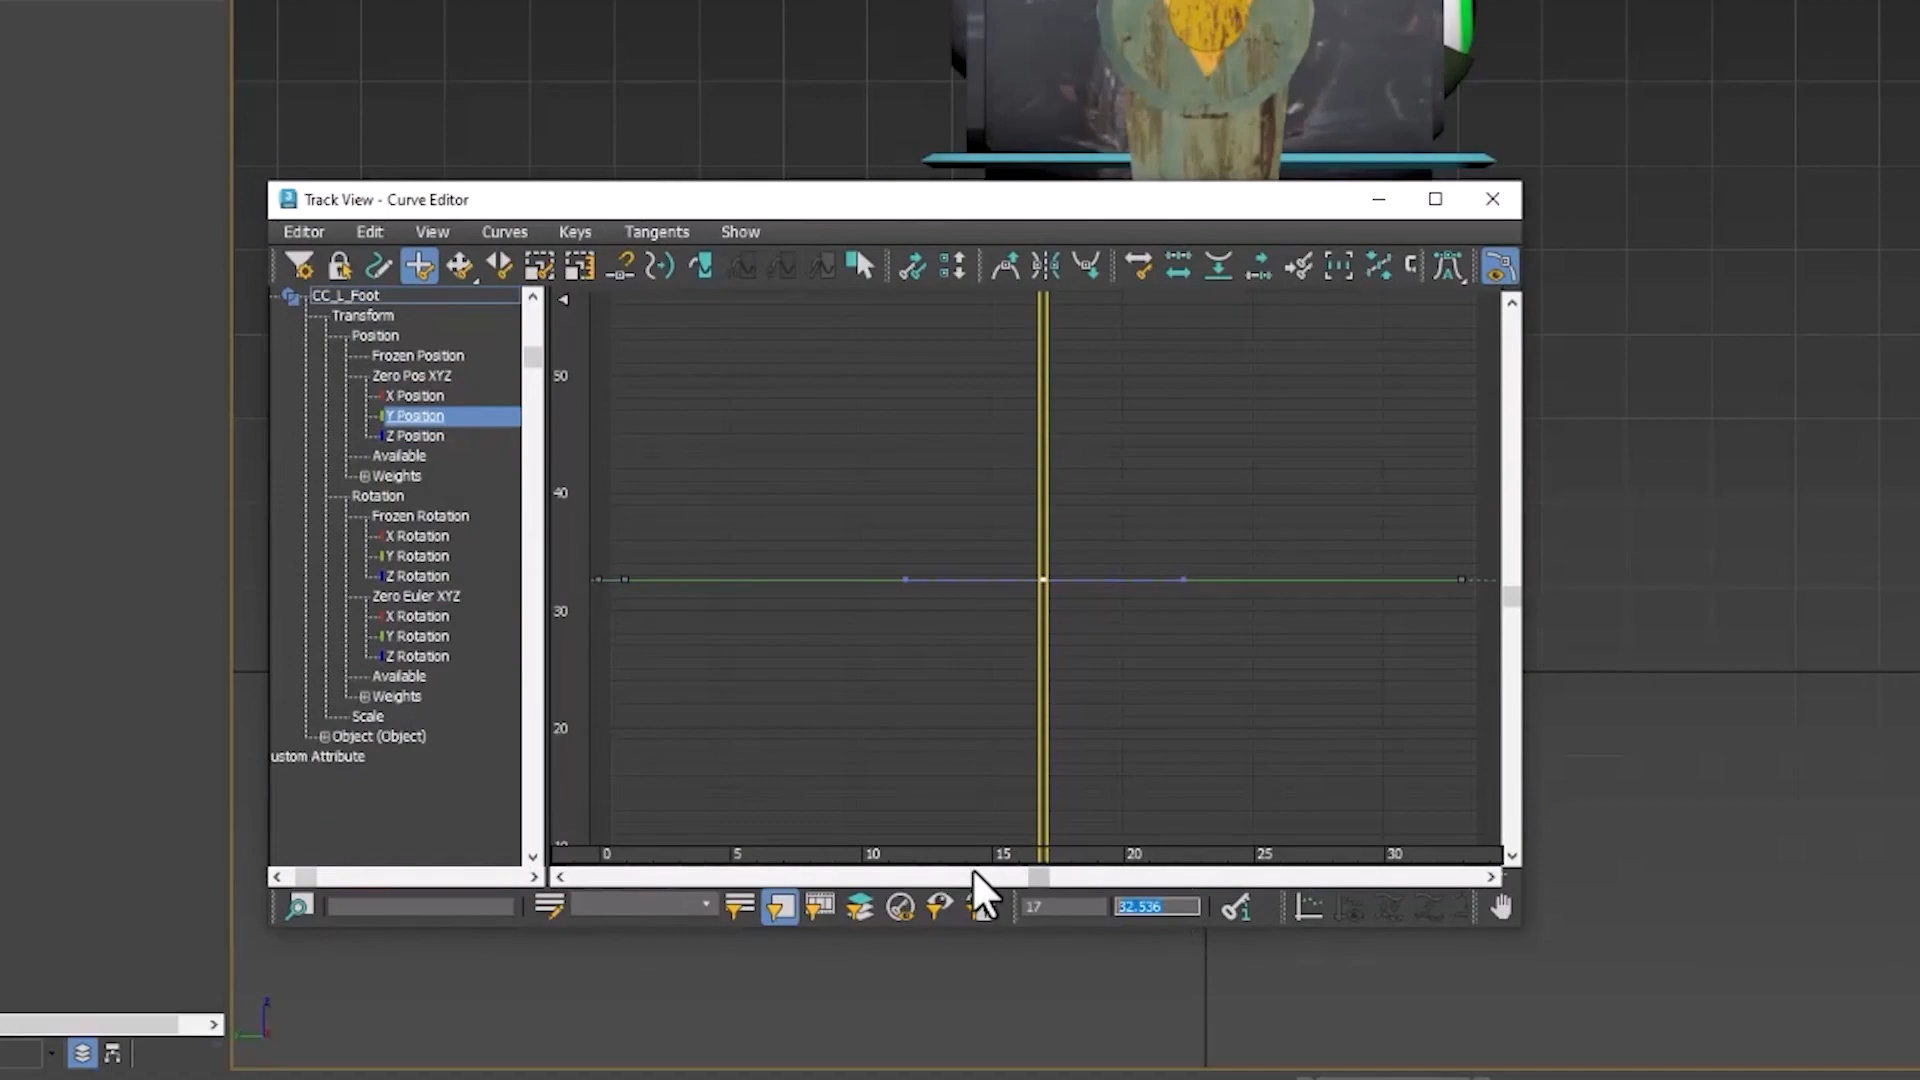 Track View - Curve Editor
Editor Edit View Curves Keys Tangents Show
CC_L_Foot
Transform
Position
Frozen Position
Zero Pos XYZ
X Position
Y Position
Z Position
Available
Weights
Rotation
Frozen Rotation
X Rotation
Y Rotation
Z Rotation
Zero Euler XYZ
X Rotation
Y Rotation
Z Rotation
Available
Weights
Scale
Object (Object)
ustom Attribute
50
40
30
20
10
0 5 10 15 20 25 30
17 32.536
z